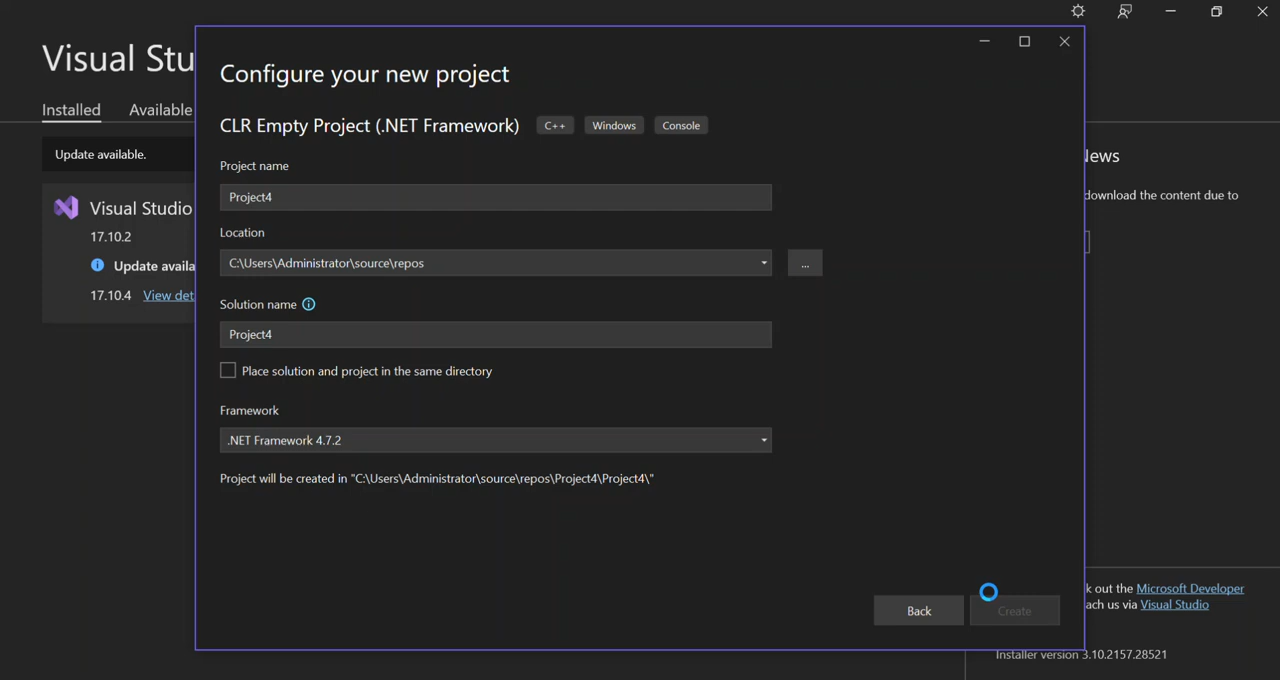 Visual Stu
Installed
Available
Update available.
Visual Studio
17.10.2
Update availa
17.10.4 View det
Configure your new project
CLR Empty Project (.NET Framework)
C++
Windows
Console
Project name
Project4
Location
C:\Users\Administrator\source\repos
...
Solution name
Project4
Place solution and project in the same directory
Framework
.NET Framework 4.7.2
Project will be created in "C:\Users\Administrator\source\repos\Project4\Project4\"
Back
Create
News
download the content due to
k out the Microsoft Developer
ach us via Visual Studio
Installer version 3.10.2157.28521